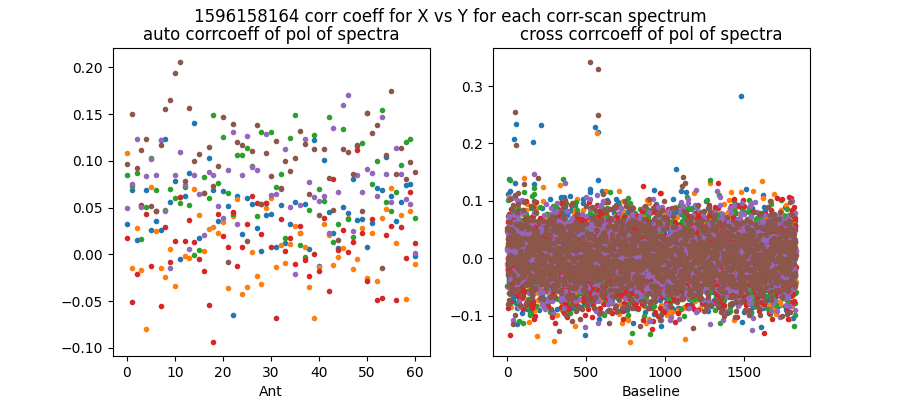 1596158164 corr coeff for X vs Y for each corr-scan spectrum
auto corrcoeff of pol of spectra
cross corrcoeff of pol of spectra
0.20
0.15
0.10
0.05
0.00
−0.05
−0.10
0 10 20 30 40 50 60
Ant
0.3
0.2
0.1
0.0
−0.1
0 500 1000 1500
Baseline